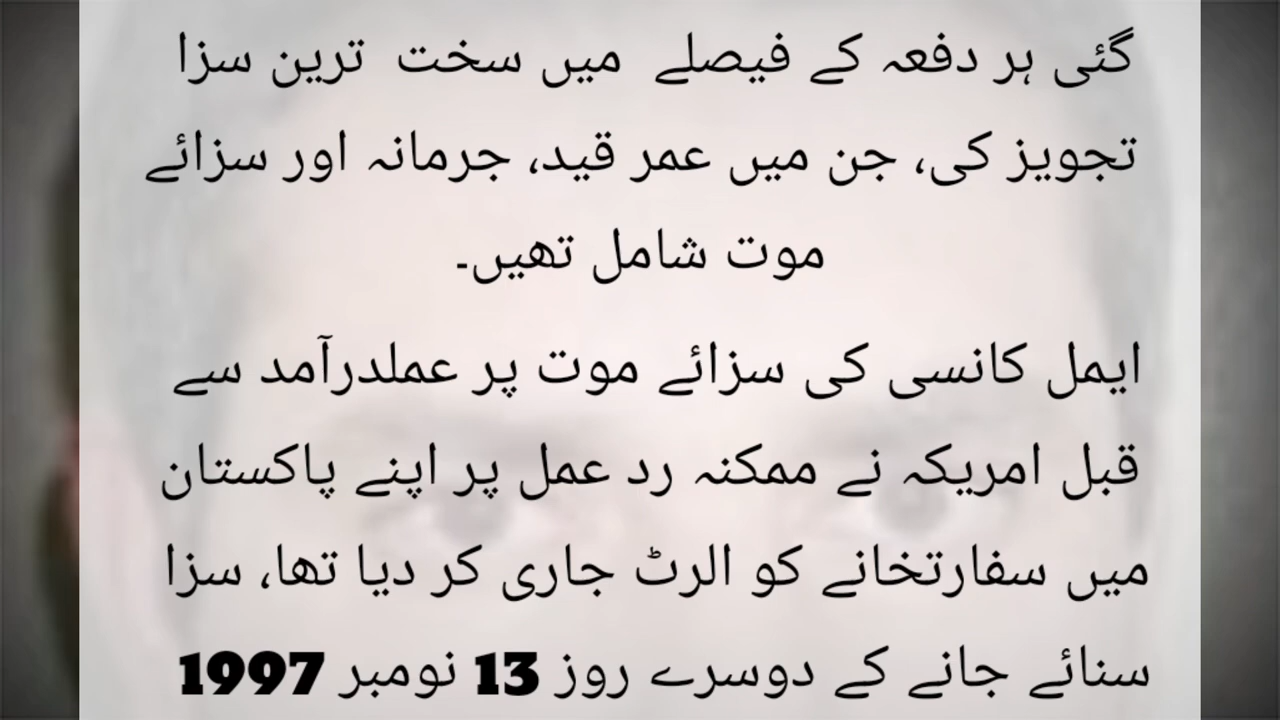 گئی ہر دفعہ کے فیصلے میں سخت ترین سزا
تجویز کی، جن میں عمر قید، جرمانہ اور سزائے
موت شامل تھیں۔
ایمل کانسی کی سزائے موت پر عملدرآمد سے
قبل امریکہ نے ممکنہ رد عمل پر اپنے پاکستان
میں سفارتخانے کو الرٹ جاری کر دیا تھا، سزا
سنائے جانے کے دوسرے روز 13 نومبر 1997